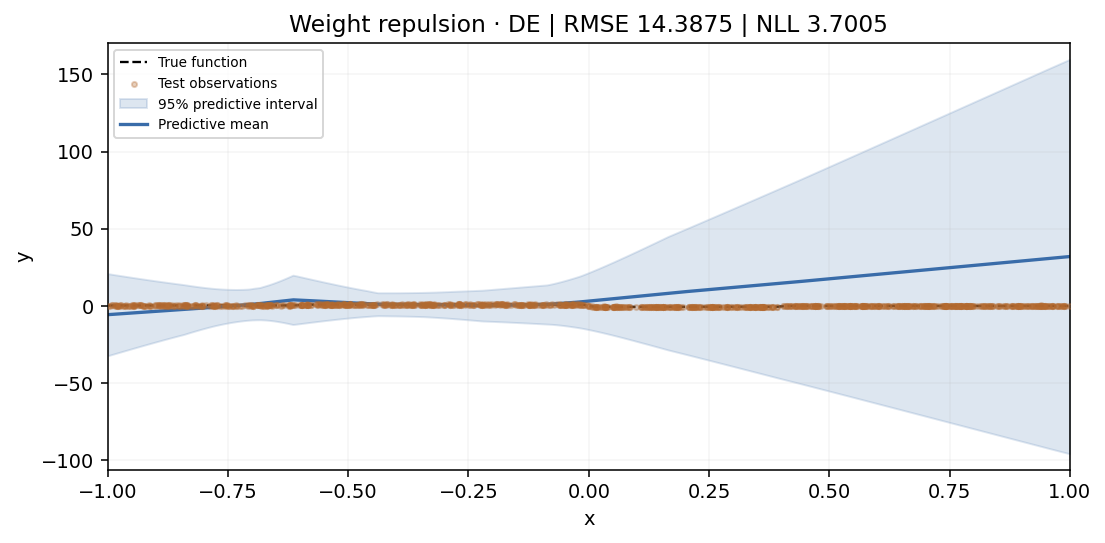 Weight repulsion · DE | RMSE 14.3875 | NLL 3.7005
True function
Test observations
95% predictive interval
Predictive mean
150
100
50
0
−50
−100
y
−1.00 −0.75 −0.50 −0.25 0.00 0.25 0.50 0.75 1.00
x